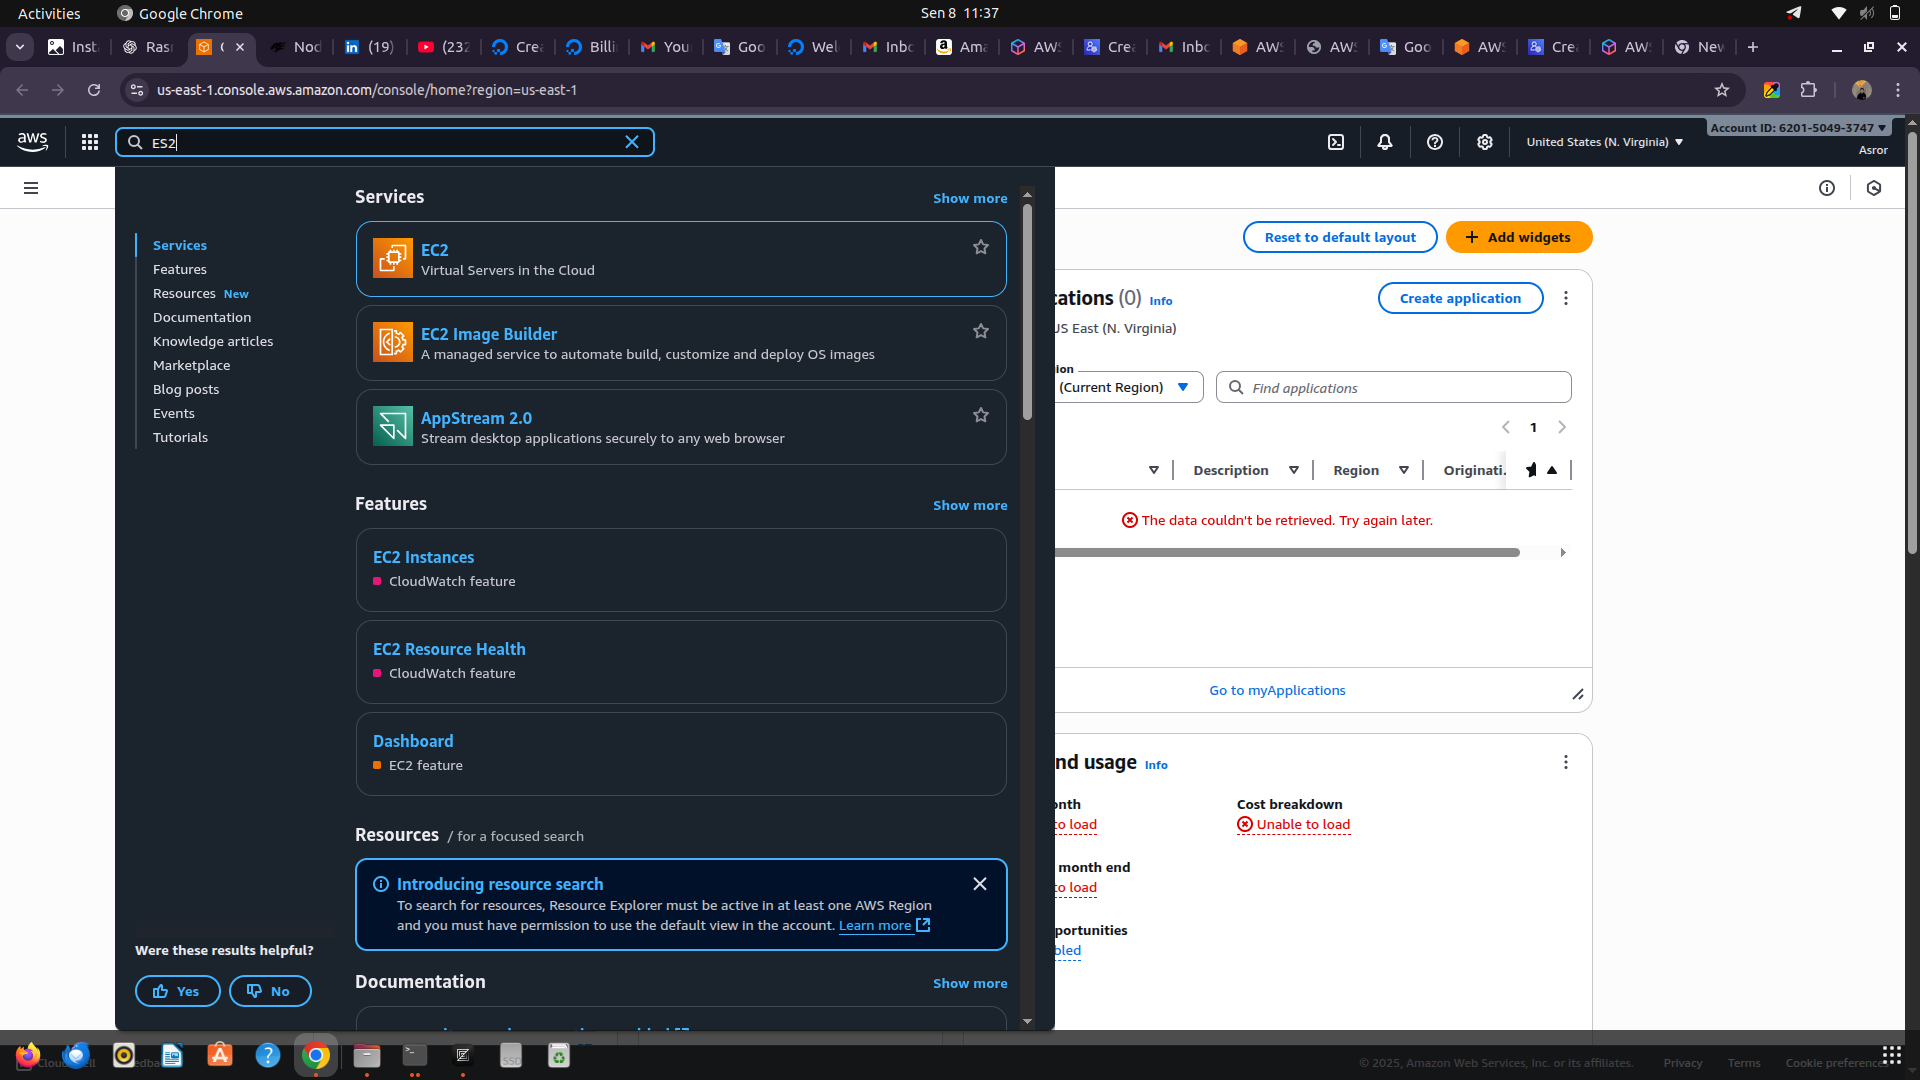 Activities
Google Chrome
Sen 8 11:37
Inst
Ras
Nod
(19)
(232
Crea
Billi
You
Goo
Wel
Inbo
Ama
AWS
Crea
Inbo
AWS
AWS
Goo
AWS
Crea
AWS
New
us-east-1.console.aws.amazon.com/console/home?region=us-east-1
aws
ES2
United States (N. Virginia)
Account ID: 6201-5049-3747
Asror
Services
Features
Resources New
Documentation
Knowledge articles
Marketplace
Blog posts
Events
Tutorials
Were these results helpful?
Yes
No
Services
Show more
EC2
Virtual Servers in the Cloud
EC2 Image Builder
A managed service to automate build, customize and deploy OS images
AppStream 2.0
Stream desktop applications securely to any web browser
Features
Show more
EC2 Instances
CloudWatch feature
EC2 Resource Health
CloudWatch feature
Dashboard
EC2 feature
Resources / for a focused search
Introducing resource search
To search for resources, Resource Explorer must be active in at least one AWS Region
and you must have permission to use the default view in the account. Learn more
Documentation
Show more
Reset to default layout
Add widgets
cations (0) Info
Create application
US East (N. Virginia)
ion
(Current Region)
Find applications
1
Description
Region
Originati.
The data couldn't be retrieved. Try again later.
Go to myApplications
nd usage Info
onth
to load
Cost breakdown
Unable to load
month end
to load
portunities
bled
SSD
© 2025, Amazon Web Services, Inc. or its affiliates.
Privacy
Terms
Cookie preferences